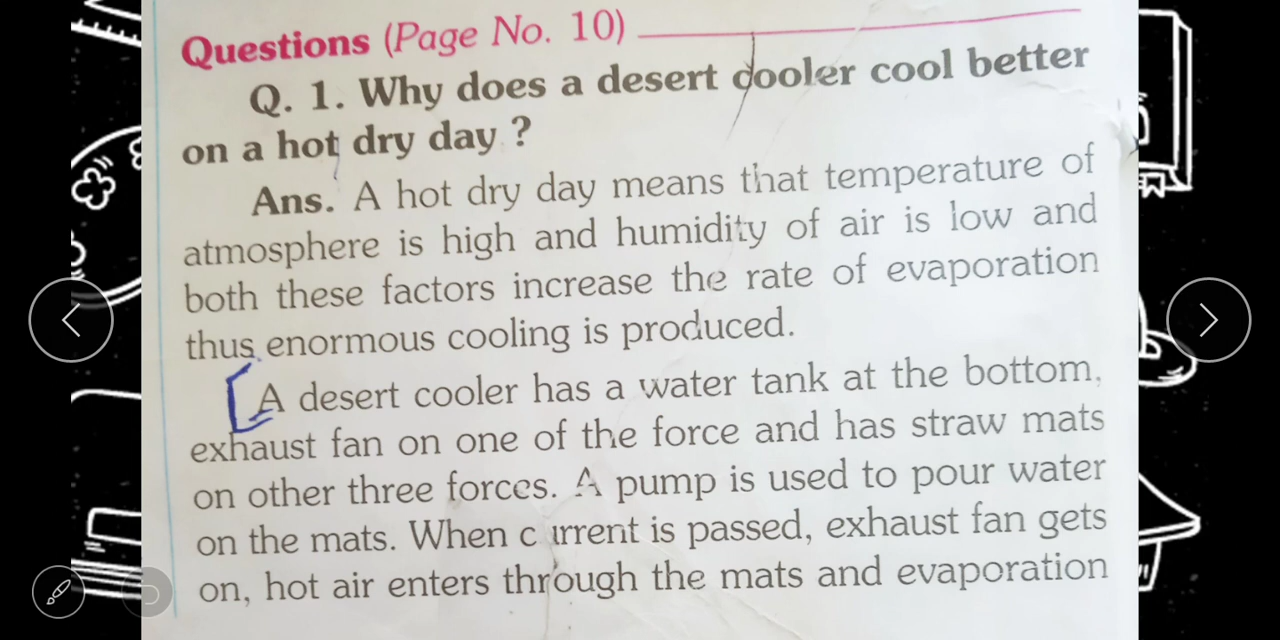 Questions (Page No. 10)
Q. 1. Why does a desert cooler cool better
on a hot dry day ?
Ans. A hot dry day means that temperature of
atmosphere is high and humidity of air is low and
both these factors increase the rate of evaporation
thus enormous cooling is produced.
A desert cooler has a water tank at the bottom,
exhaust fan on one of the force and has straw mats
on other three forces. A pump is used to pour water
on the mats. When current is passed, exhaust fan gets
on, hot air enters through the mats and evaporation